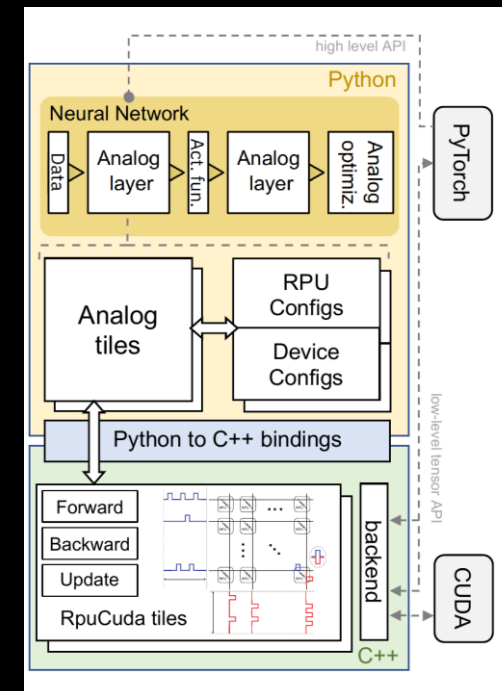 high level API
Python
Neural Network
Data
Analog
layer
Act. fun.
Analog
layer
Analog
optimiz.
PyTorch
Analog
tiles
RPU
Configs
Device
Configs
low-level tensor API
Python to C++ bindings
Forward
Backward
Update
RpuCuda tiles
backend
CUDA
C++